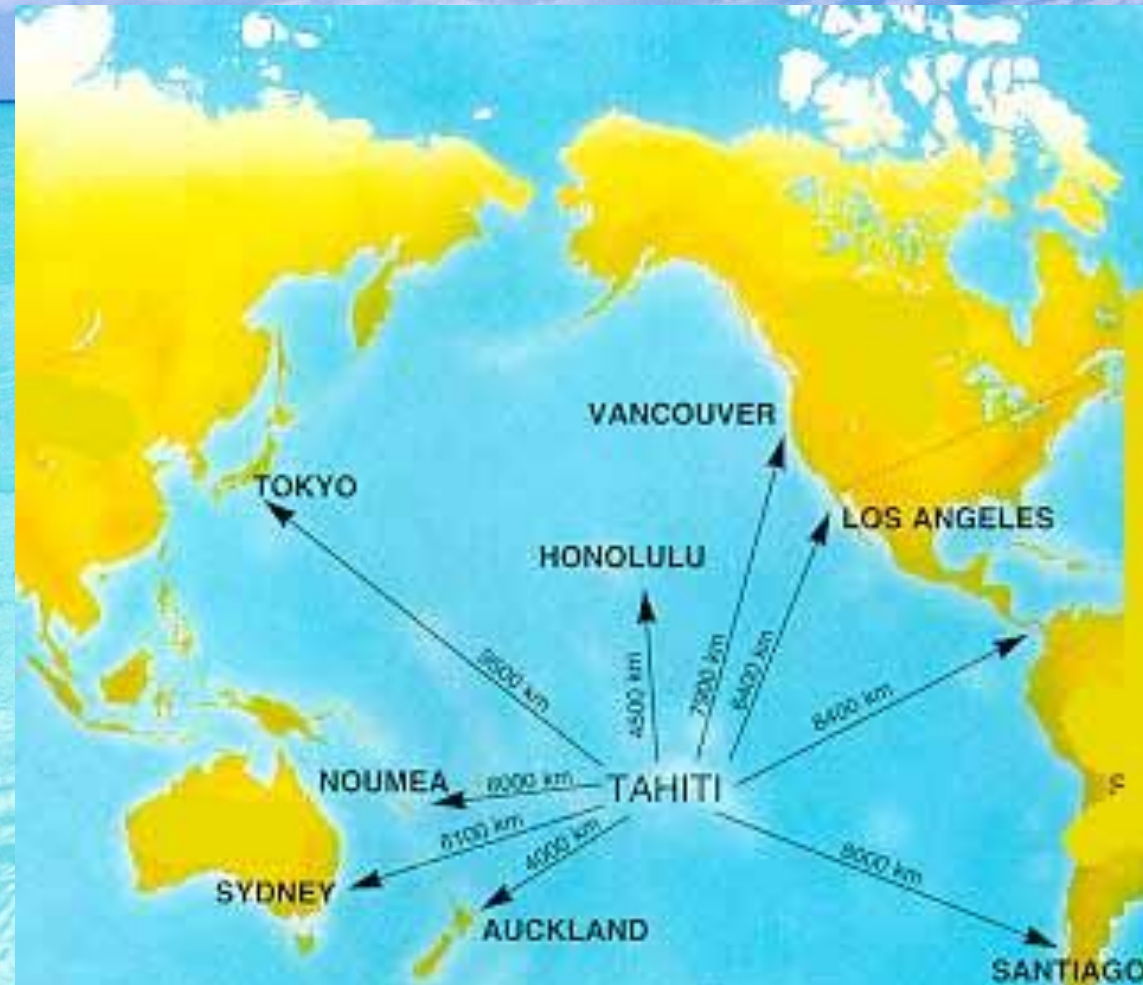 VANCOUVER
TOKYO
LOS ANGELES
HONOLULU
9500 km
4500 km
7900 km
6400 km
8400 km
NOUMEA
6000 km
TAHITI
6100 km
4000 km
8000 km
SYDNEY
AUCKLAND
SANTIAGO